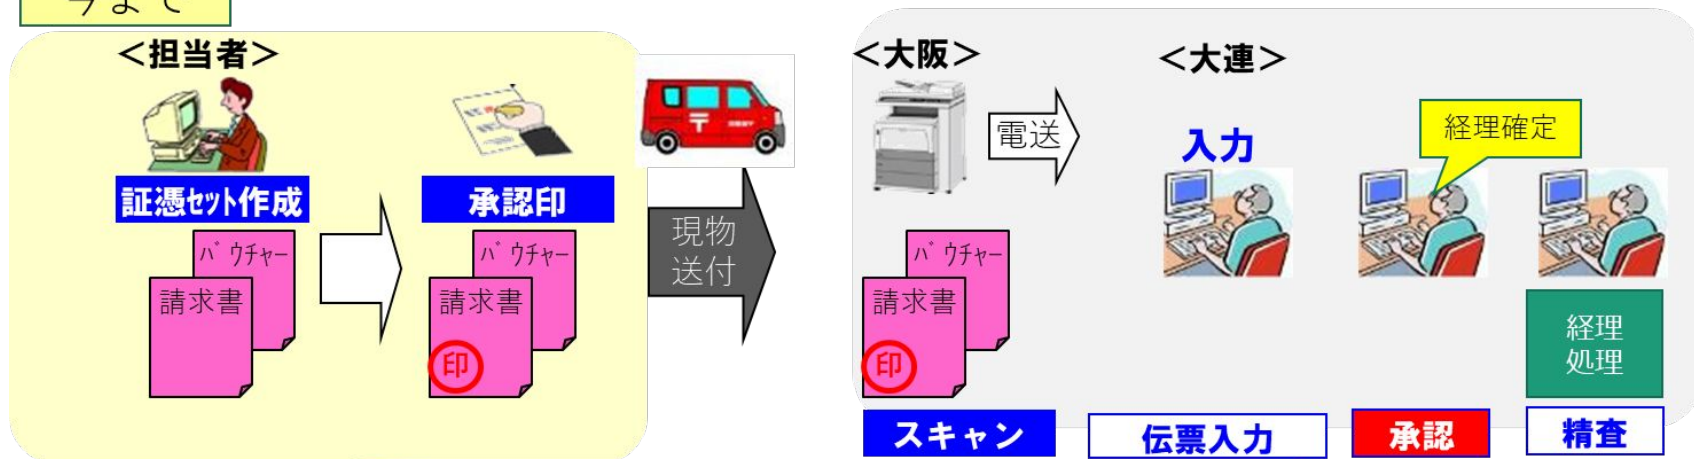 今まで
＜担当者＞
証憑ｾｯﾄ作成
バウチャー
請求書
承認印
バウチャー
請求書
印
〒
現物
送付
＜大阪＞
電送
バウチャー
請求書
印
スキャン
＜大連＞
入力
経理確定
経理
処理
伝票入力
承認
精査